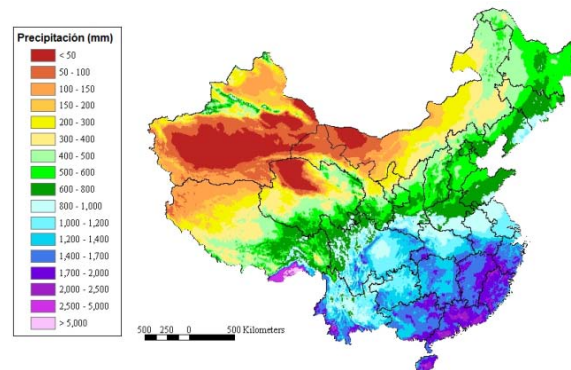 Precipitación (mm)
< 50
50 - 100
100 - 150
150 - 200
200 - 300
300 - 400
400 - 500
500 - 600
600 - 800
800 - 1,000
1,000 - 1,200
1,200 - 1,400
1,400 - 1,700
1,700 - 2,000
2,000 - 2,500
2,500 - 5,000
> 5,000
500 250 0 500 Kilometers